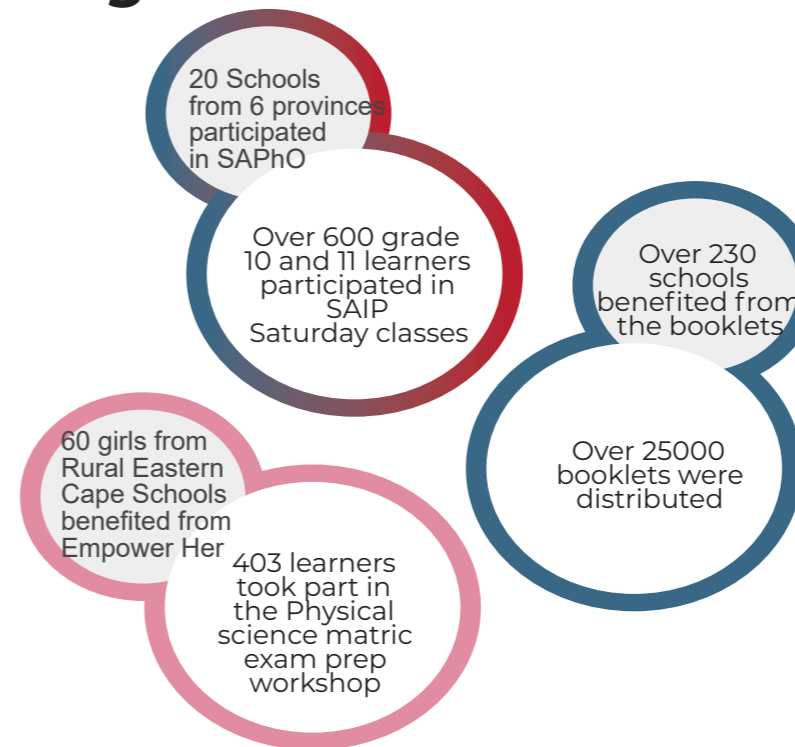 20 Schools
from 6 provinces
participated
in SAPhO
Over 600 grade
10 and 11 learners
participated in
SAIP
Saturday classes
Over 230
schools
benefited from
the booklets
Over 25000
booklets were
distributed
60 girls from
Rural Eastern
Cape Schools
benefited from
Empower Her
403 learners
took part in
the Physical
science matric
exam prep
workshop